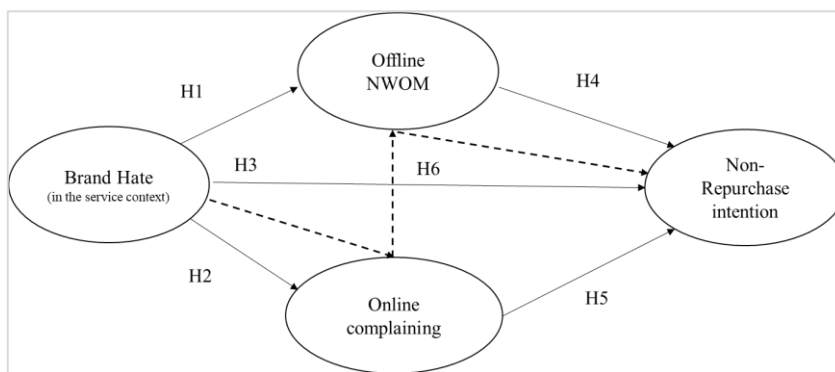 Offline
NWOM
H1
H4
Brand Hate
(in the service context)
H3
H6
Non-
Repurchase
intention
H2
Online
complaining
H5